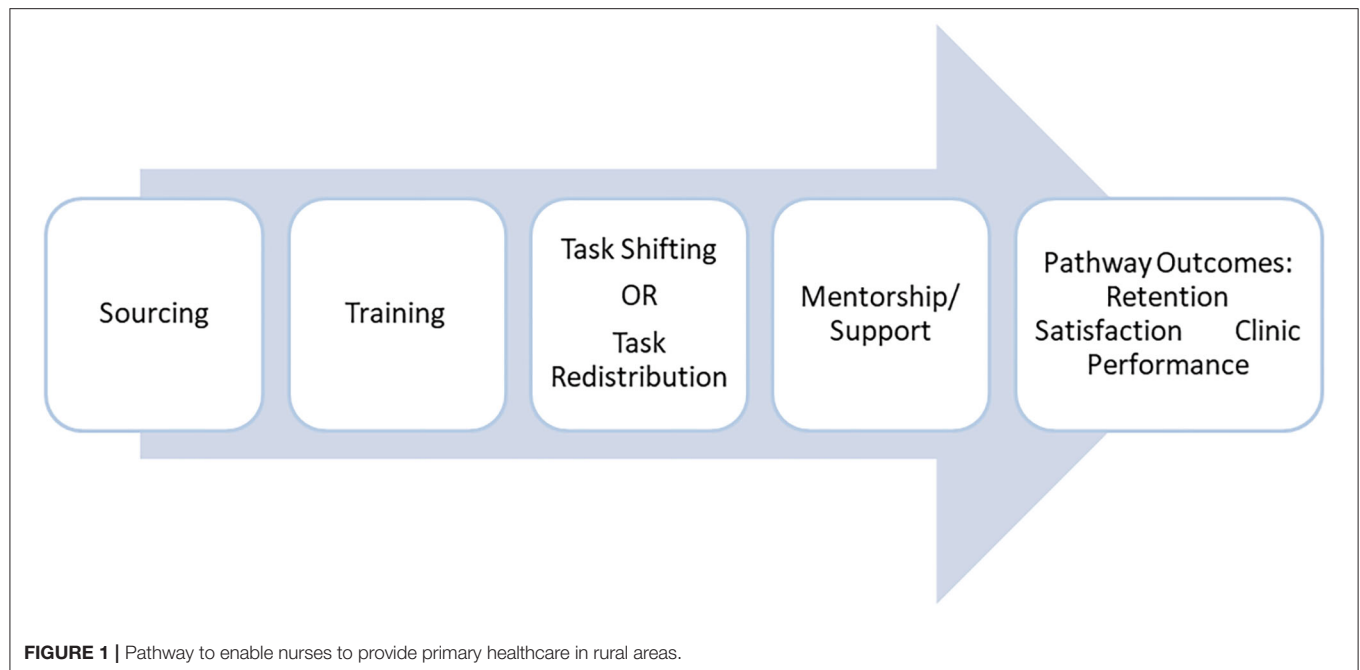 Sourcing
Training
Task Shifting
OR
Task
Redistribution
Mentorship/
Support
Pathway Outcomes:
Retention
Satisfaction Clinic
Performance
FIGURE 1 | Pathway to enable nurses to provide primary healthcare in rural areas.